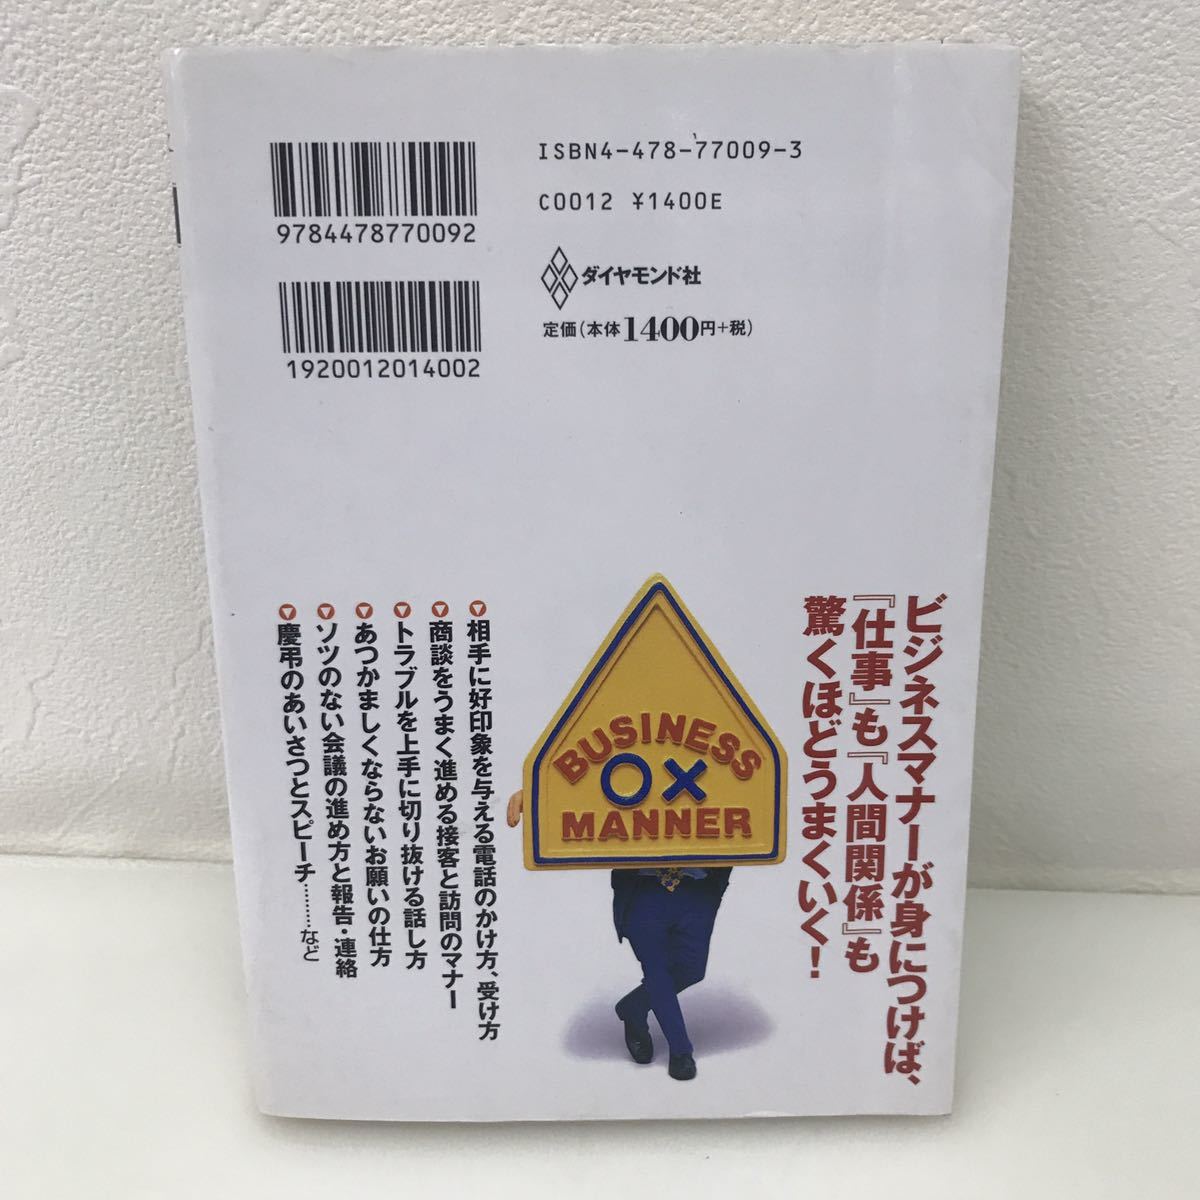 9784478770092
1920012014002
ISBN4-478-77009-3
C0012 ¥1400E
ダイヤモンド社
定価(本体1400円+税)
ビジネスマナーが身につけば、
『仕事』も『人間関係』も
驚くほどうまくいく!
BUSINESS
○×
MANNER
相手に好印象を与える電話のかけ方、受け方
商談をうまく進める接客と訪問のマナー
トラブルを上手に切り抜ける話し方
あつかましくならないお願いの仕方
ソツのない会議の進め方と報告・連絡
慶弔のあいさつとスピーチ………など